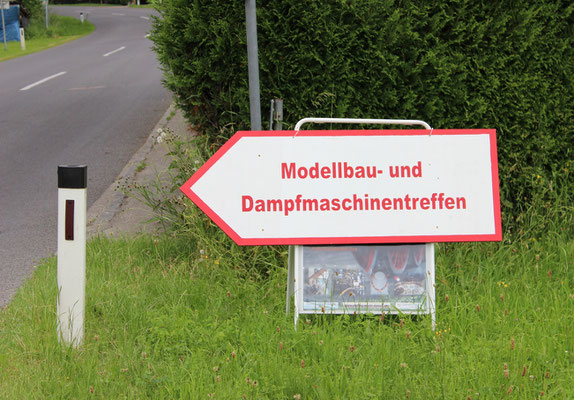 Modellbau- und
Dampfmaschinentreffen